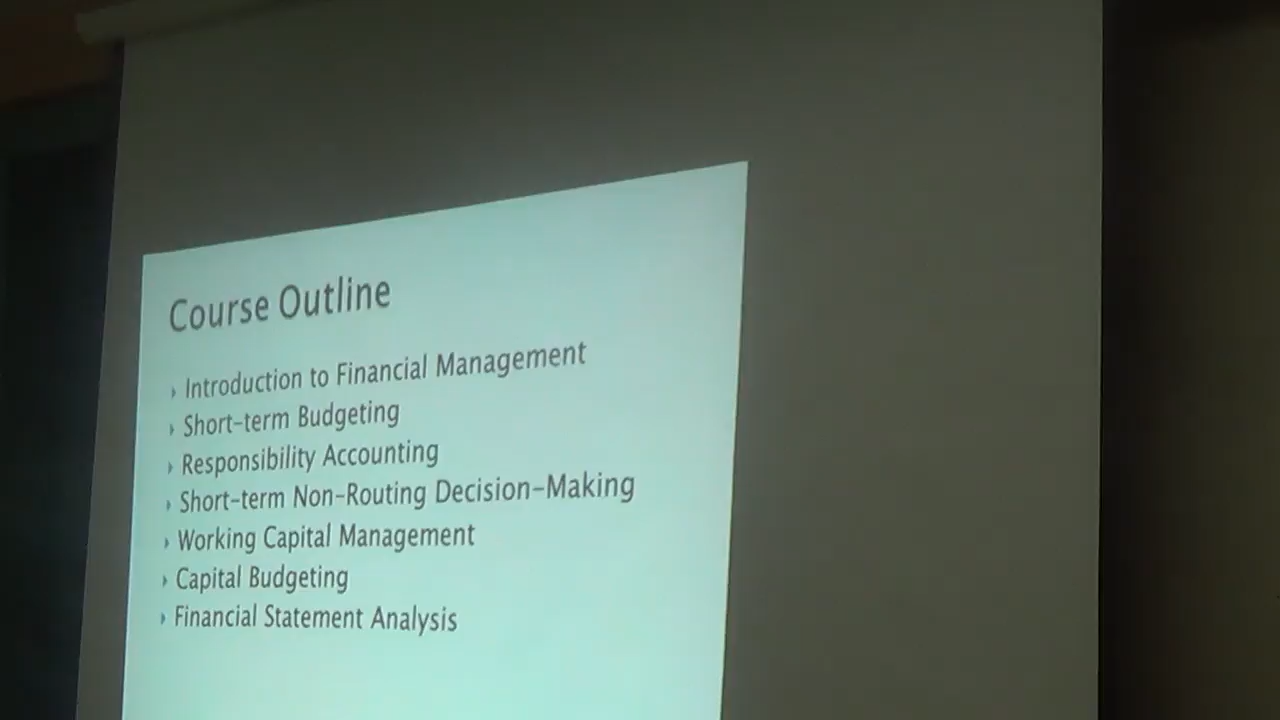 Course Outline
Introduction to Financial Management
Short-term Budgeting
Responsibility Accounting
Short-term Non-Routing Decision-Making
Working Capital Management
Capital Budgeting
Financial Statement Analysis